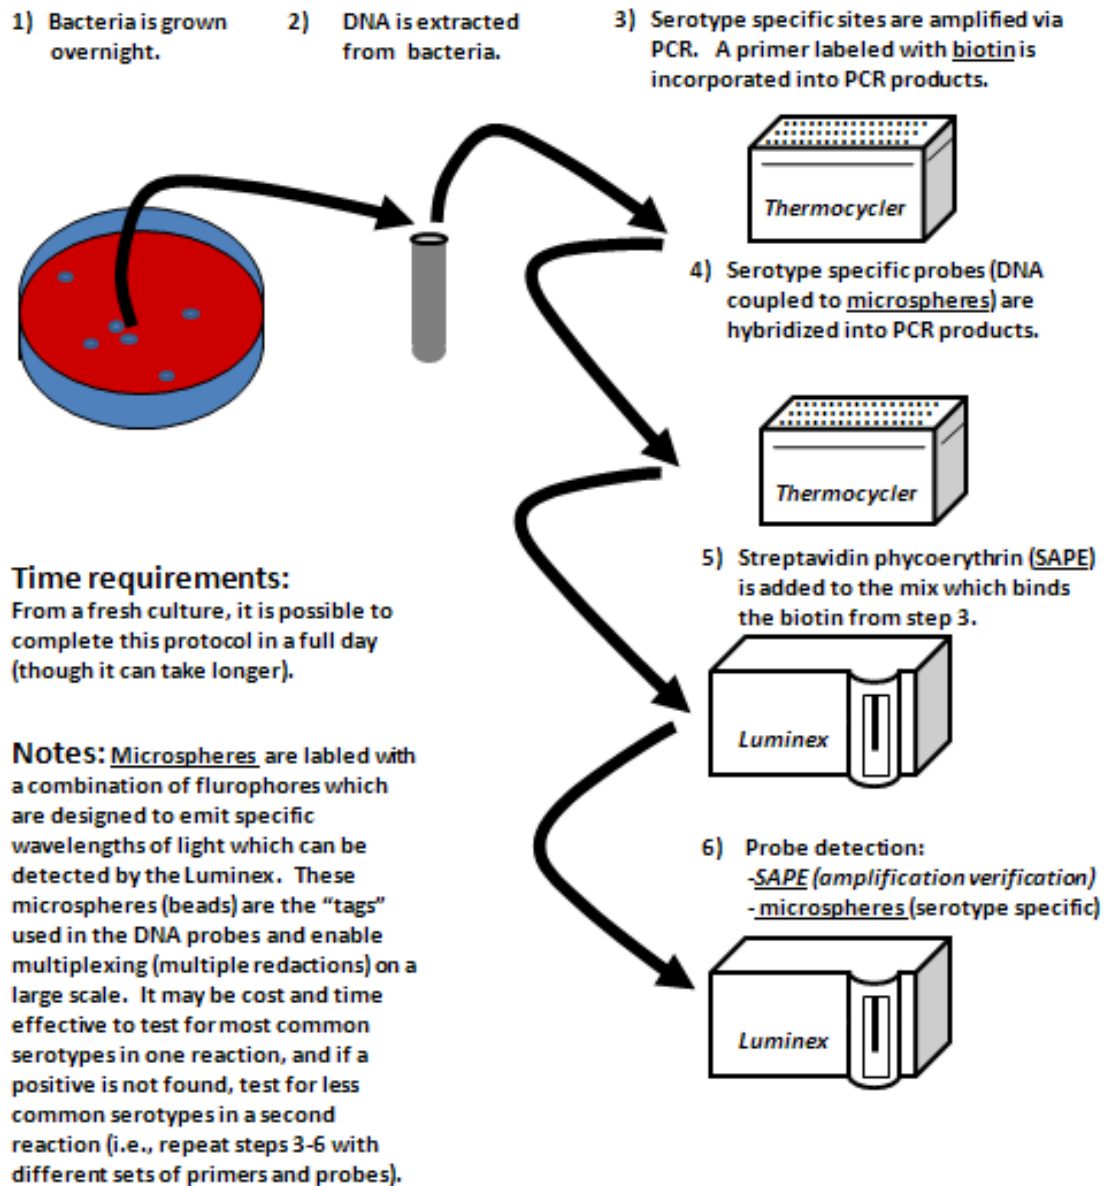 1) Bacteria is grown
overnight.
2) DNA is extracted
from bacteria.
3) Serotype specific sites are amplified via
PCR. A primer labeled with biotin is
incorporated into PCR products.
Thermocycler
4) Serotype specific probes (DNA
coupled to microspheres) are
hybridized into PCR products.
Thermocycler
5) Streptavidin phycoerythrin (SAPE)
is added to the mix which binds
the biotin from step 3.
Luminex
6) Probe detection:
-SAPE (amplification verification)
- microspheres (serotype specific)
Luminex
Time requirements:
From a fresh culture, it is possible to
complete this protocol in a full day
(though it can take longer).
Notes: Microspheres are labled with
a combination of flurophores which
are designed to emit specific
wavelengths of light which can be
detected by the Luminex. These
microspheres (beads) are the “tags”
used in the DNA probes and enable
multiplexing (multiple redactions) on a
large scale. It may be cost and time
effective to test for most common
serotypes in one reaction, and if a
positive is not found, test for less
common serotypes in a second
reaction (i.e., repeat steps 3-6 with
different sets of primers and probes).